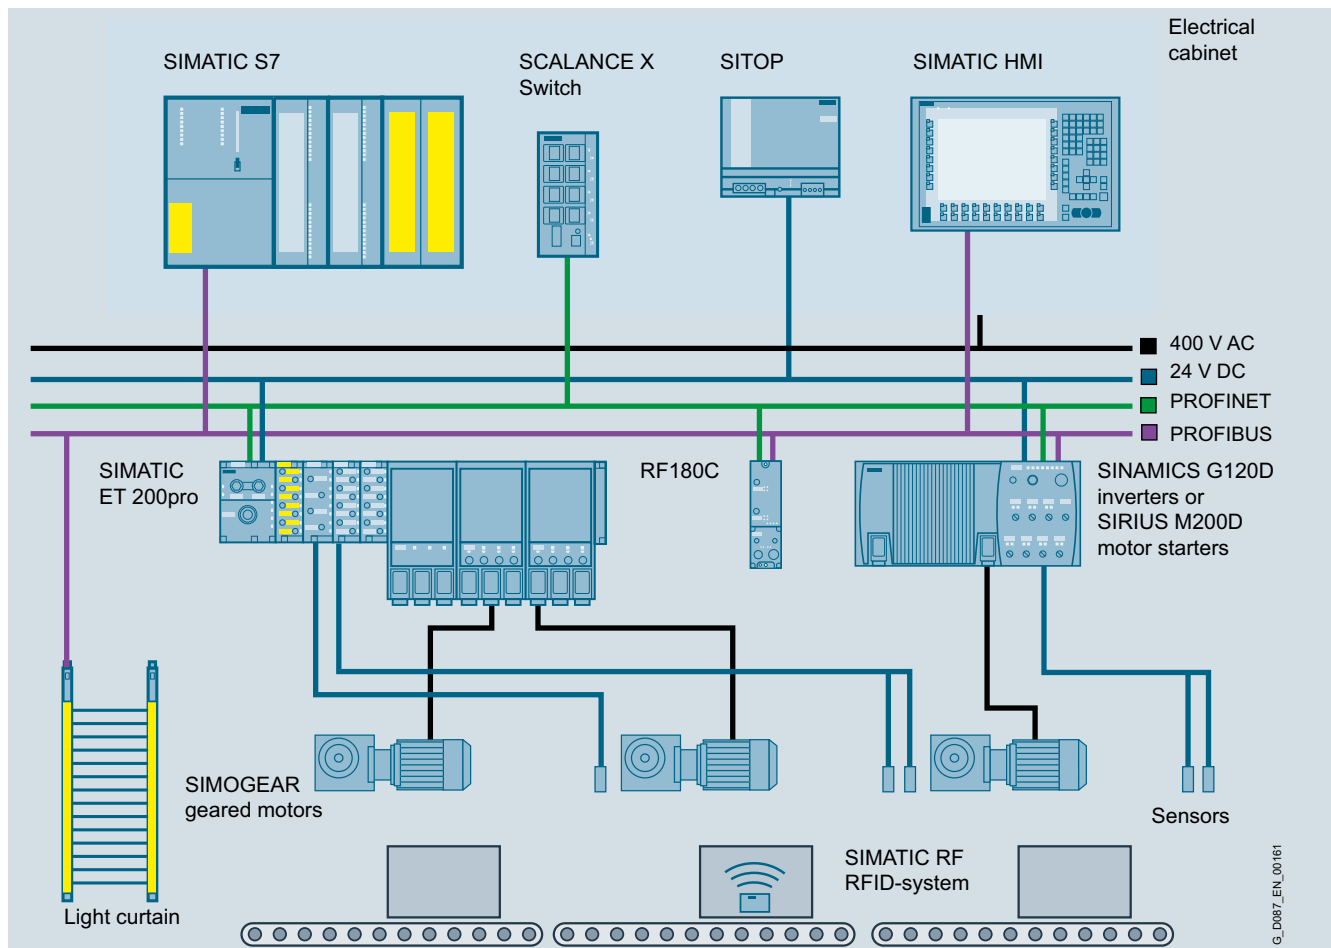 Electrical
cabinet
SIMATIC S7
SCALANCE X
Switch
SITOP
SIMATIC HMI
400 V AC
24 V DC
PROFINET
PROFIBUS
SIMATIC
ET 200pro
RF180C
SINAMICS G120D
inverters or
SIRIUS M200D
motor starters
SIMOGEAR
geared motors
Sensors
Light curtain
SIMATIC RF
RFID-system
G_D087_EN_00161